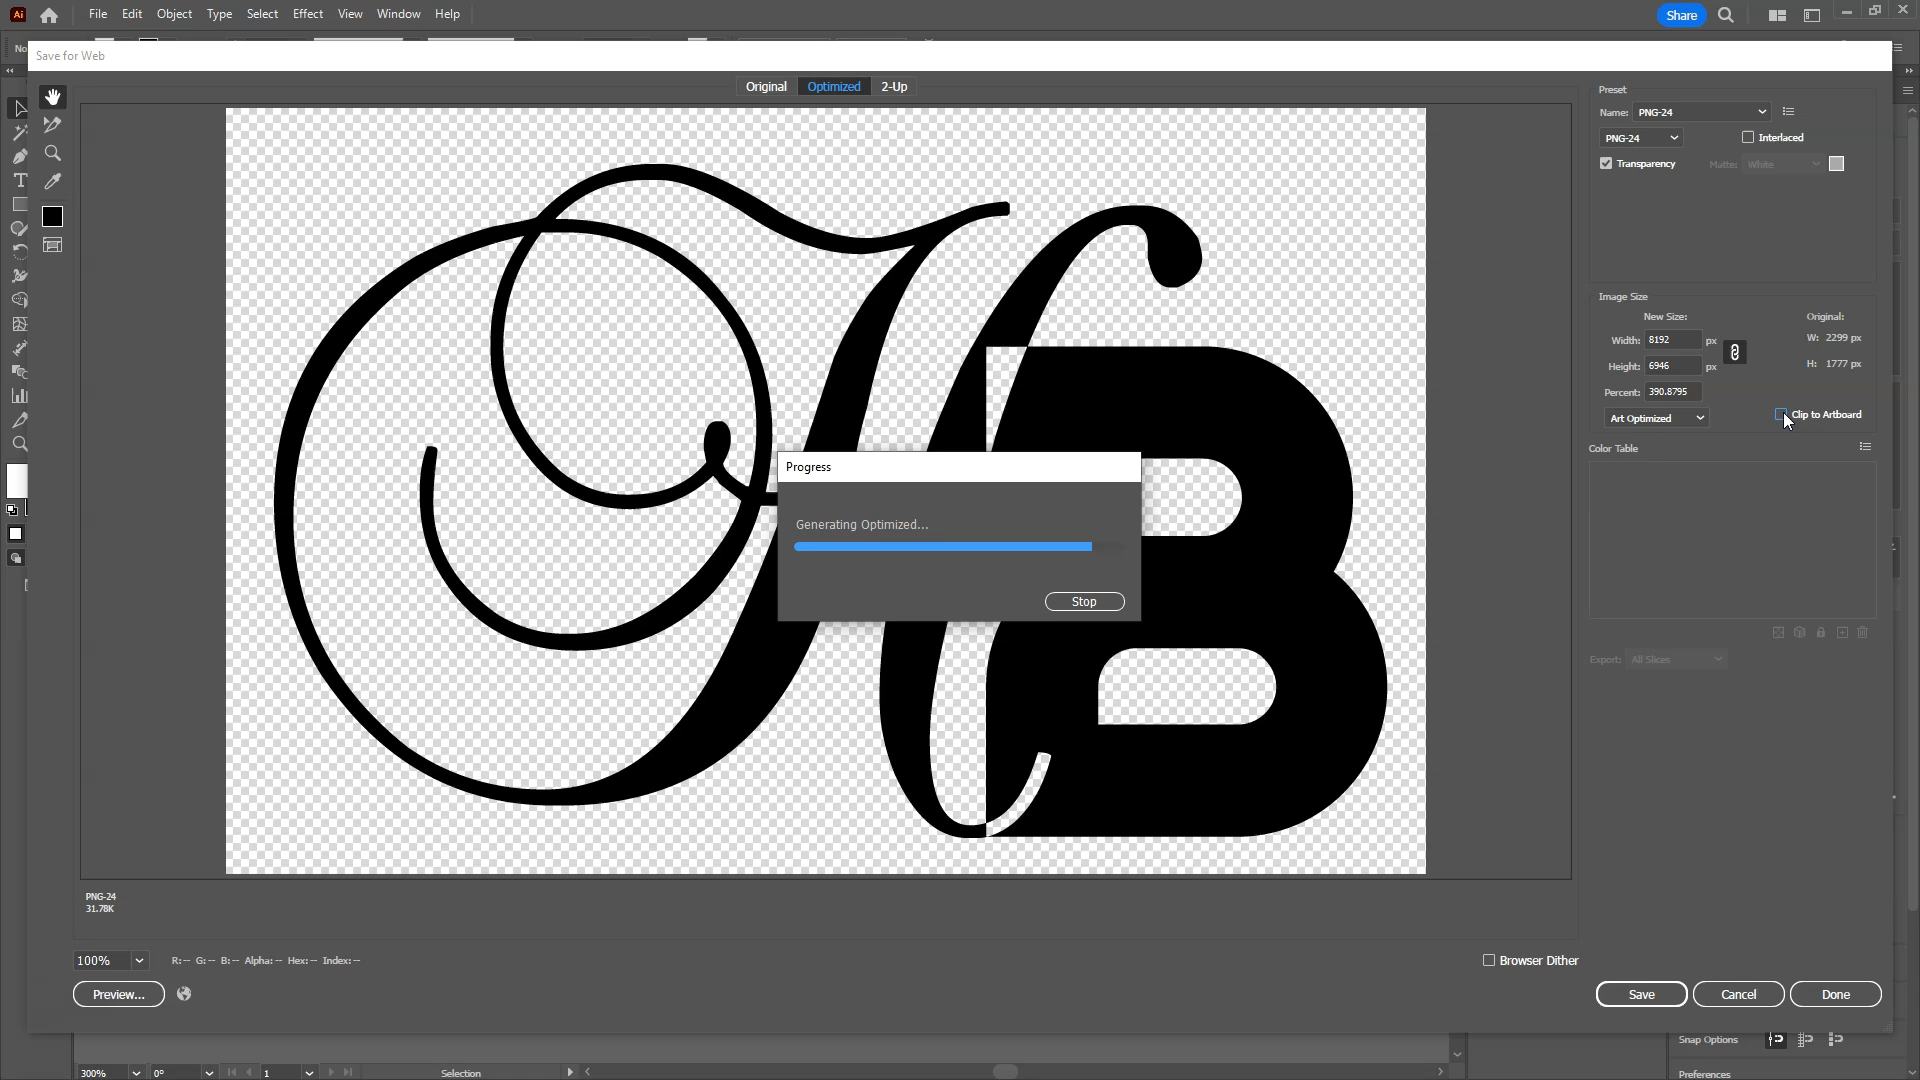 Ai File Edit Object Type Select Effect View Window Help Share
No
Save for Web
Original Optimized 2-Up
Preset
Name: PNG-24
PNG-24 Interlaced
Transparency Matte: White
Image Size
New Size: Original:
Width: 8192 px W: 2299 px
Height: 6946 px H: 1777 px
Percent: 390.8795
Art Optimized Clip to Artboard
Color Table
HB
Progress
Generating Optimized...
Stop
Export: All Slices
PNG-24
31.78K
100% R: -- G: -- B: -- Alpha: -- Hex: -- Index: --
Browser Dither
Preview... Save Cancel Done
Snap Options
300% 0° 1 Selection
Preferences